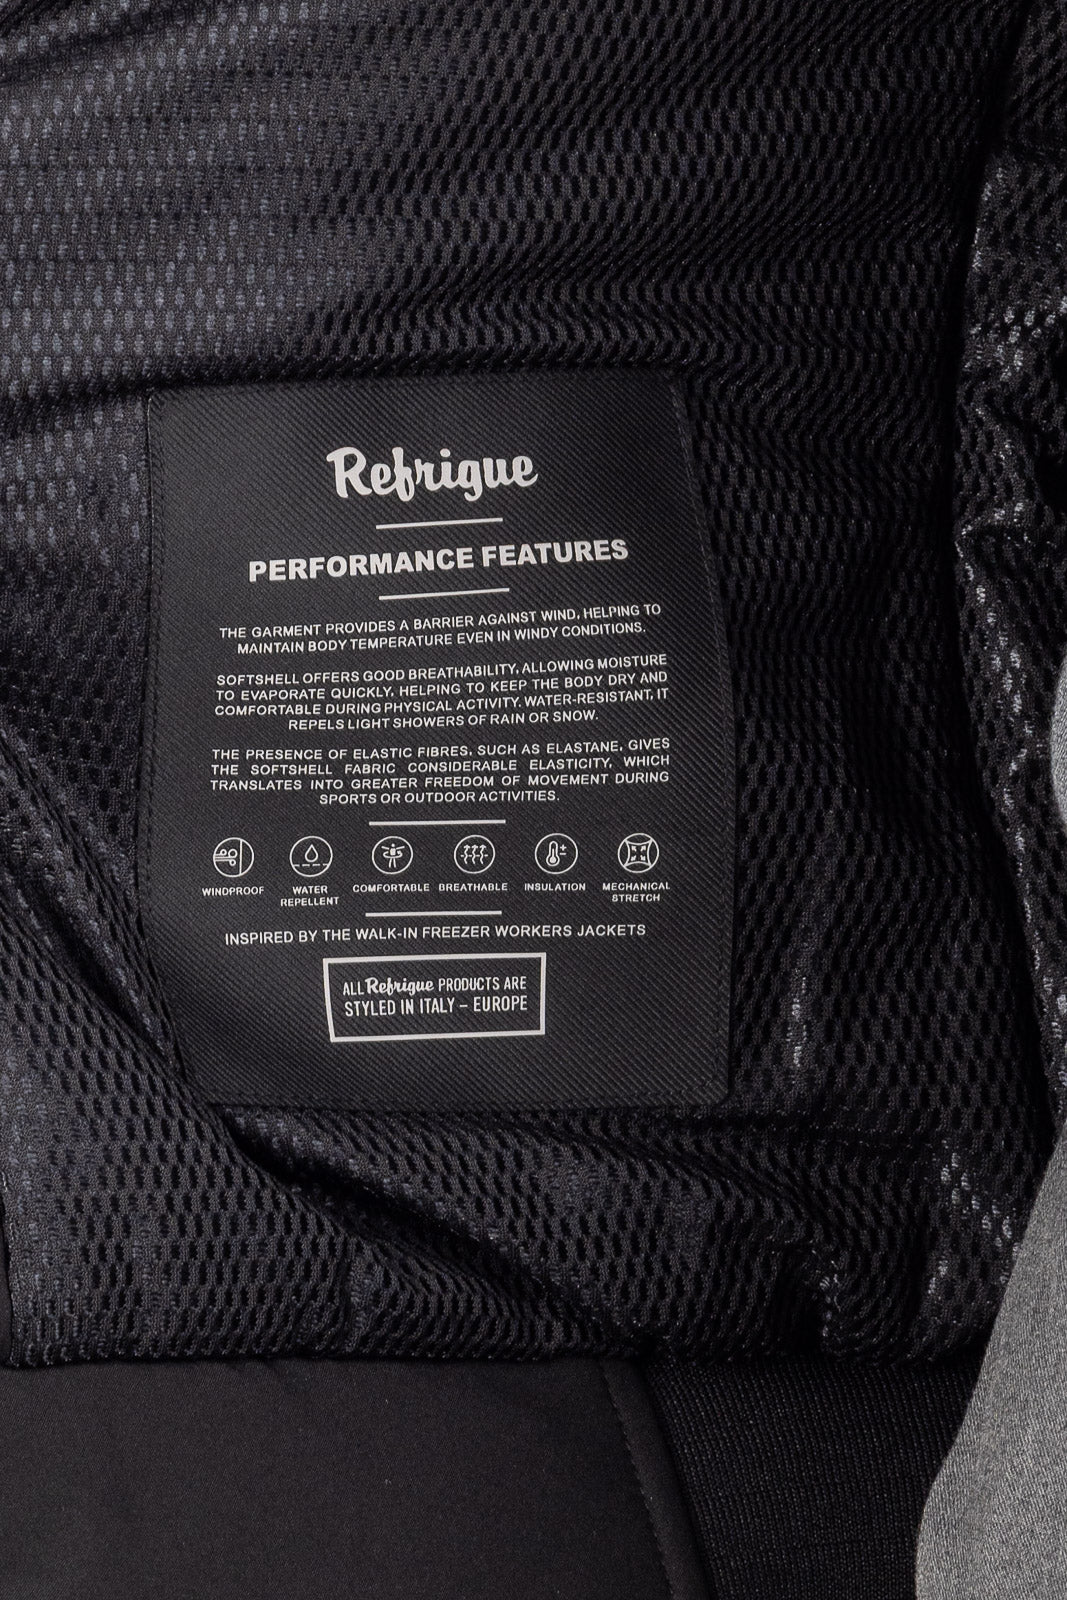 Refrigue
PERFORMANCE FEATURES
THE GARMENT PROVIDES A BARRIER AGAINST WIND, HELPING TO
MAINTAIN BODY TEMPERATURE EVEN IN WINDY CONDITIONS.
SOFTSHELL OFFERS GOOD BREATHABILITY, ALLOWING MOISTURE
TO EVAPORATE QUICKLY, HELPING TO KEEP THE BODY DRY AND
COMFORTABLE DURING PHYSICAL ACTIVITY. WATER-RESISTANT, IT
REPELS LIGHT SHOWERS OF RAIN OR SNOW.
THE PRESENCE OF ELASTIC FIBRES, SUCH AS ELASTANE, GIVES
THE SOFTSHELL FABRIC CONSIDERABLE ELASTICITY, WHICH
TRANSLATES INTO GREATER FREEDOM OF MOVEMENT DURING
SPORTS OR OUTDOOR ACTIVITIES.
WINDPROOF
WATER
REPELLENT
COMFORTABLE
BREATHABLE
INSULATION
MECHANICAL
STRETCH
INSPIRED BY THE WALK-IN FREEZER WORKERS JACKETS
ALL Refrigue PRODUCTS ARE
STYLED IN ITALY – EUROPE